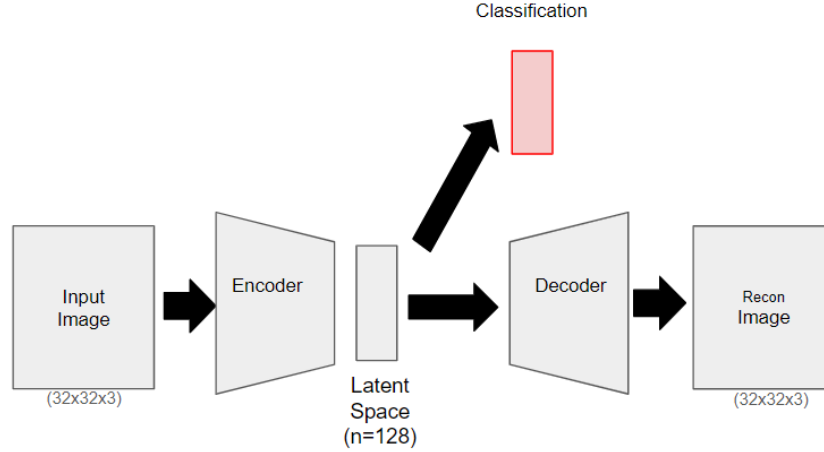 Classification
Input
Image
(32x32x3)
Encoder
Latent
Space
(n=128)
Decoder
Recon
Image
(32x32x3)